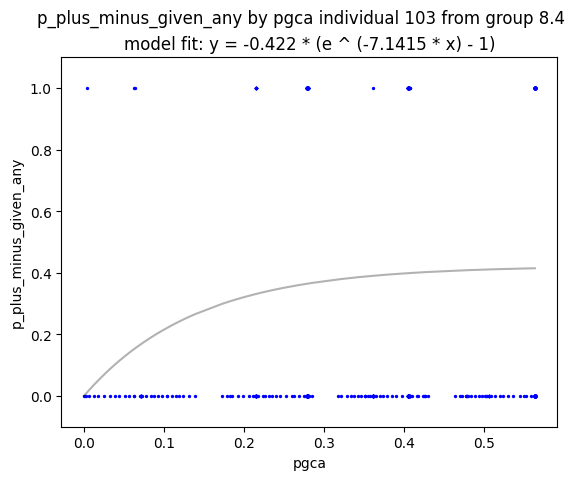 p_plus_minus_given_any by pgca individual 103 from group 8.4
model fit: y = -0.422 * (e ^ (-7.1415 * x) - 1)
1.0
0.8
0.6
0.4
0.2
0.0
p_plus_minus_given_any
0.0 0.1 0.2 0.3 0.4 0.5
pgca